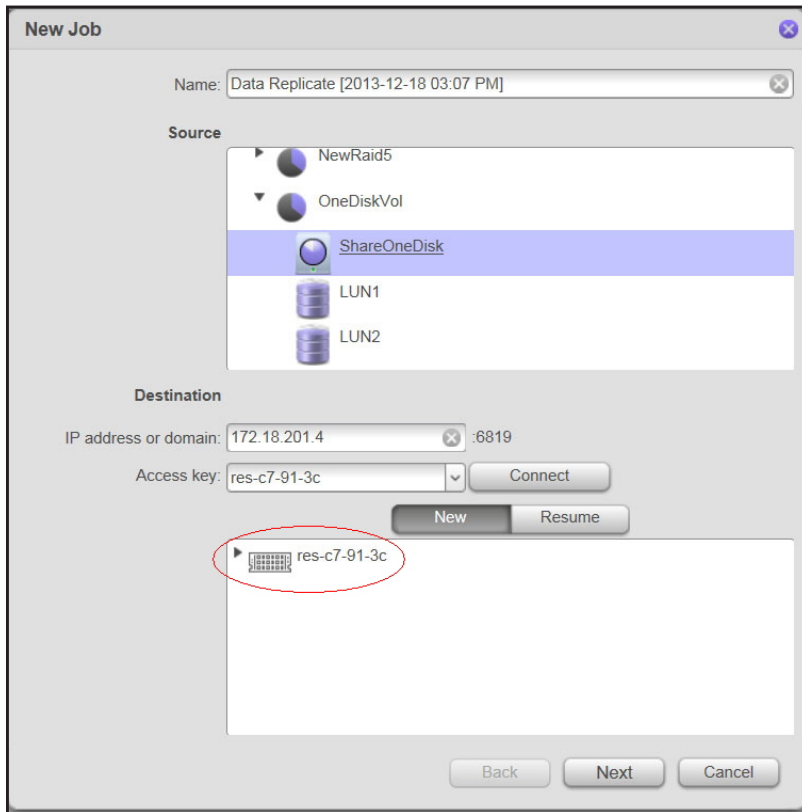 New Job
Name: Data Replicate [2013-12-18 03:07 PM]
Source
NewRaid5
OneDiskVol
ShareOneDisk
LUN1
LUN2
Destination
IP address or domain: 172.18.201.4 :6819
Access key: res-c7-91-3c Connect
New Resume
res-c7-91-3c
Back Next Cancel